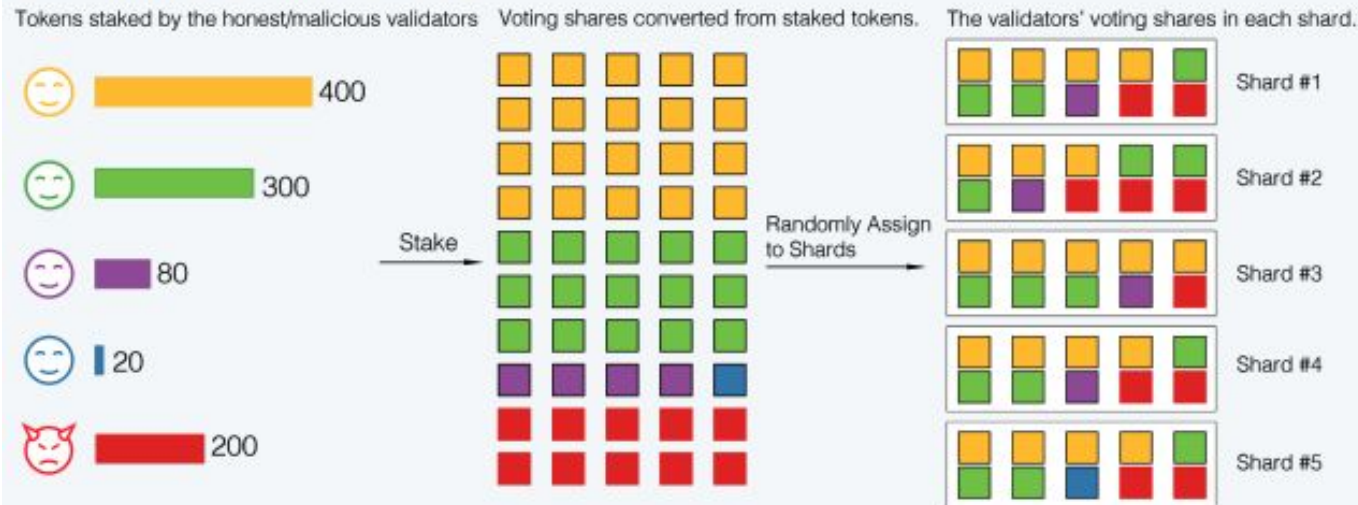 Tokens staked by the honest/malicious validators
Voting shares converted from staked tokens.
The validators' voting shares in each shard.
400
300
80
20
200
Stake
Randomly Assign
to Shards
Shard #1
Shard #2
Shard #3
Shard #4
Shard #5